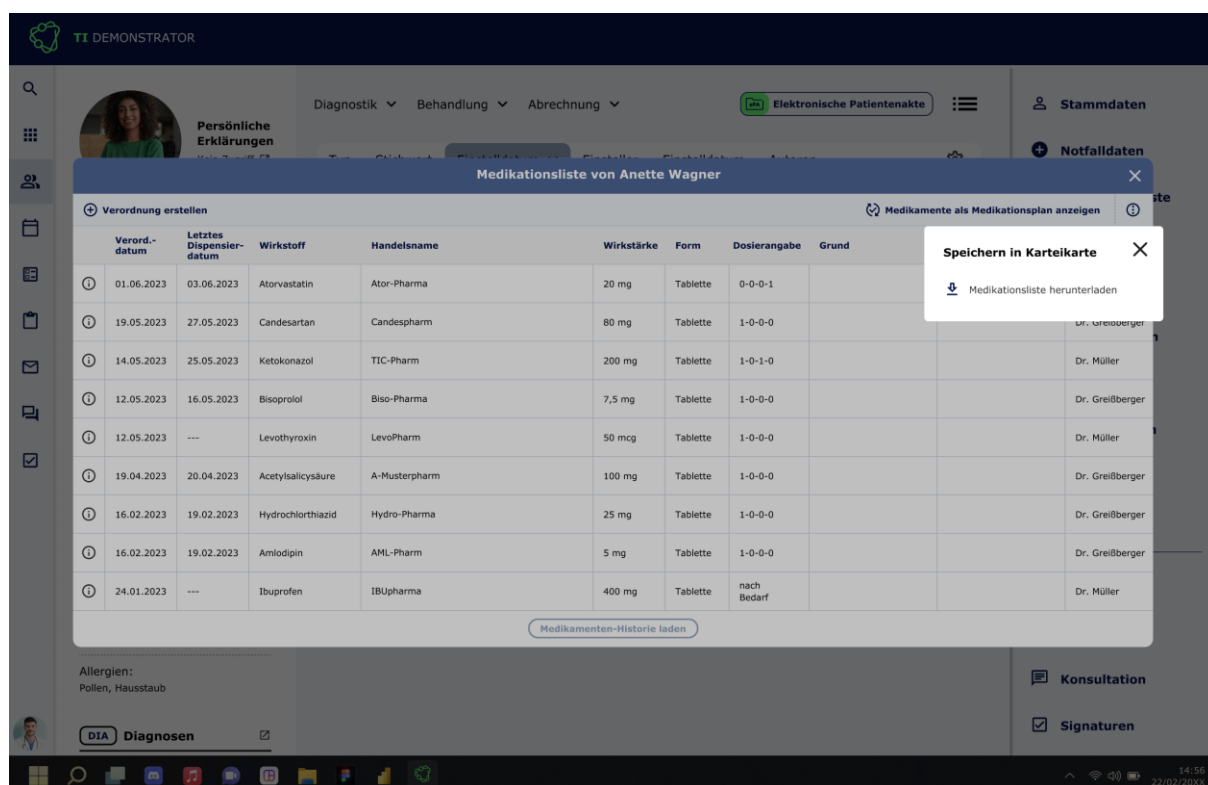 TI DEMONSTRATOR
Diagnostik Behandlung Abrechnung
Elektronische Patientenakte
Stammdaten
Persönliche
Erklärungen
Notfalldaten
Medikationsliste von Anette Wagner
Verordnung erstellen
Medikamente als Medikationsplan anzeigen
Verord.-
datum
Letztes
Dispensier-
datum
Wirkstoff Handelsname Wirkstärke Form Dosierangabe Grund
Speichern in Karteikarte
Medikationsliste herunterladen
01.06.2023 03.06.2023 Atorvastatin Ator-Pharma 20 mg Tablette 0-0-0-1
19.05.2023 27.05.2023 Candesartan Candespharm 80 mg Tablette 1-0-0-0 Dr. Greißberger
14.05.2023 25.05.2023 Ketokonazol TIC-Pharm 200 mg Tablette 1-0-1-0 Dr. Müller
12.05.2023 16.05.2023 Bisoprolol Biso-Pharma 7,5 mg Tablette 1-0-0-0 Dr. Greißberger
12.05.2023 --- Levothyroxin LevoPharm 50 mcg Tablette 1-0-0-0 Dr. Müller
19.04.2023 20.04.2023 Acetylsalicysäure A-Musterpharm 100 mg Tablette 1-0-0-0 Dr. Greißberger
16.02.2023 19.02.2023 Hydrochlorthiazid Hydro-Pharma 25 mg Tablette 1-0-0-0 Dr. Greißberger
16.02.2023 19.02.2023 Amlodipin AML-Pharm 5 mg Tablette 1-0-0-0 Dr. Greißberger
24.01.2023 --- Ibuprofen IBUpharma 400 mg Tablette nach Bedarf Dr. Müller
Medikamenten-Historie laden
Allergien:
Pollen, Hausstaub
DIA Diagnosen
Konsultation
Signaturen
14:56
22/02/20XX